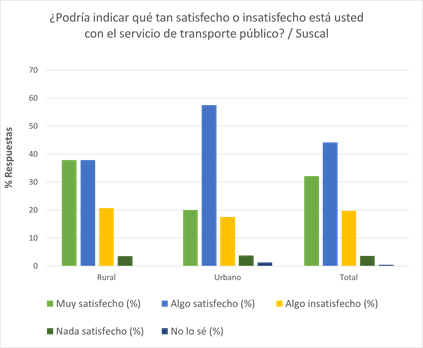 ¿Podría indicar qué tan satisfecho o insatisfecho está usted
con el servicio de transporte público? / Suscal
% Respuestas
70
60
50
40
30
20
10
0
Rural
Urbano
Total
Muy satisfecho (%)
Algo satisfecho (%)
Algo insatisfecho (%)
Nada satisfecho (%)
No lo sé (%)